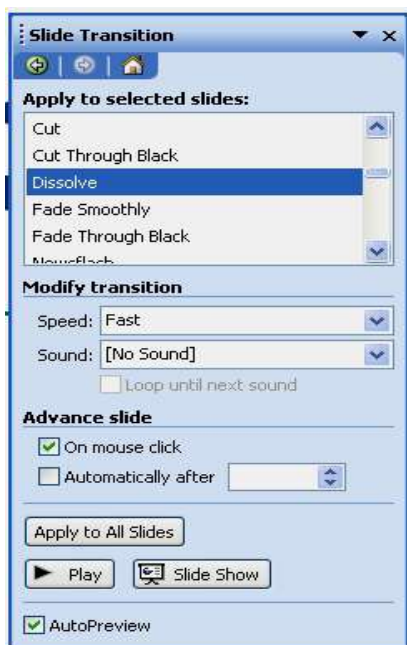 Slide Transition
Apply to selected slides:
Cut
Cut Through Black
Dissolve
Fade Smoothly
Fade Through Black
Newsflash
Modify transition
Speed: Fast
Sound: [No Sound]
Loop until next sound
Advance slide
On mouse click
Automatically after
Apply to All Slides
Play Slide Show
AutoPreview